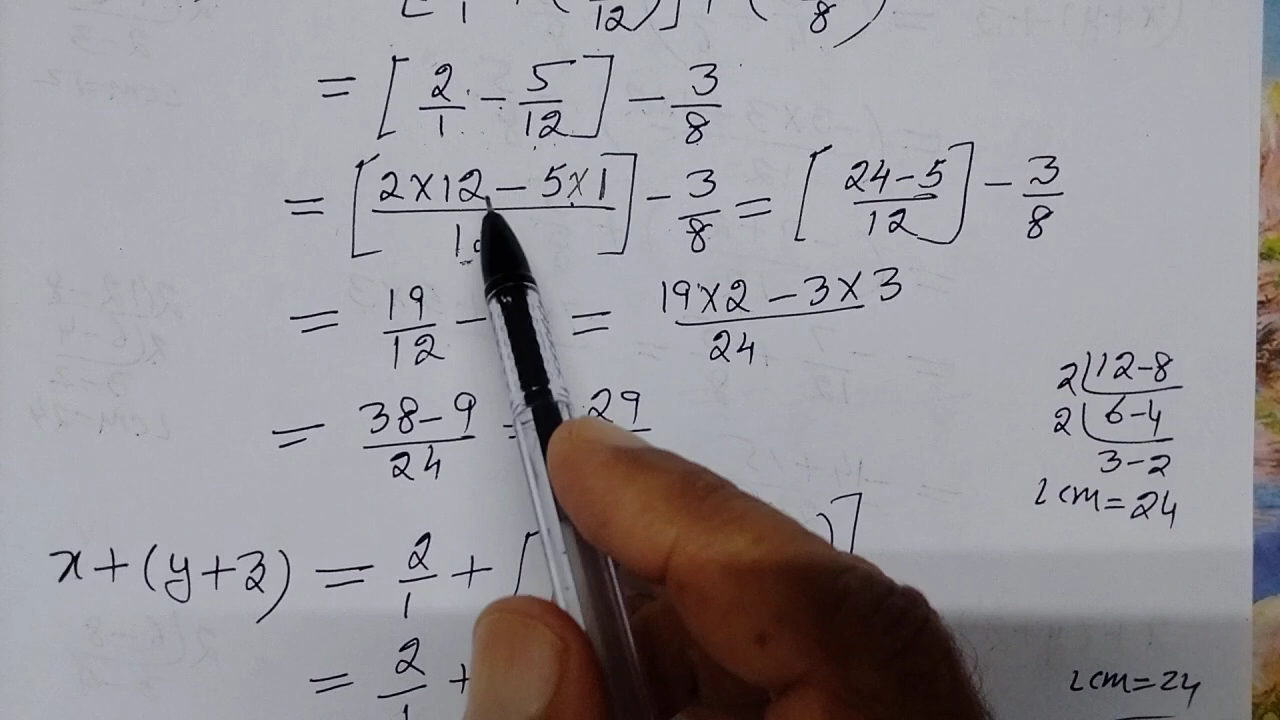 = [2/1 - 5/12] - 3/8
= [(2×12 - 5×1)/1] - 3/8 = [(24-5)/12] - 3/8
= 19/12 - = (19×2 - 3×3)/24
= (38-9)/24 = 29
2 | 12-8
2 | 6-4
3-2
lcm=24
x+(y+z) = 2/1 + [ )]
= 2/1 +
lcm=24